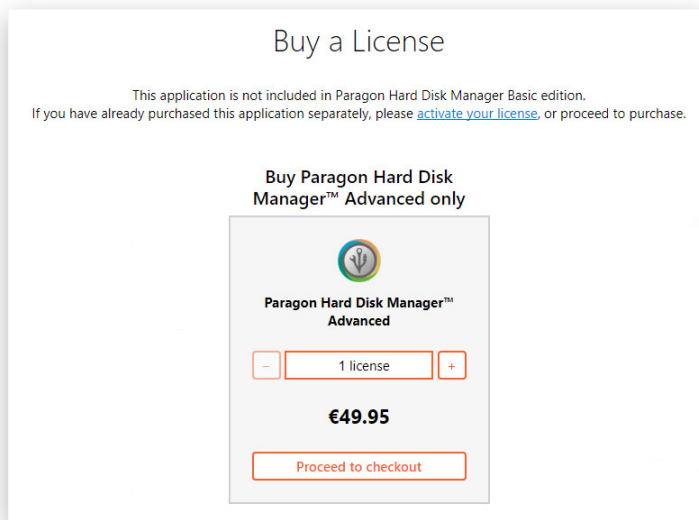 Buy a License
This application is not included in Paragon Hard Disk Manager Basic edition.
If you have already purchased this application separately, please activate your license, or proceed to purchase.
Buy Paragon Hard Disk
Manager™ Advanced only
Paragon Hard Disk Manager™
Advanced
− 1 license +
€49.95
Proceed to checkout